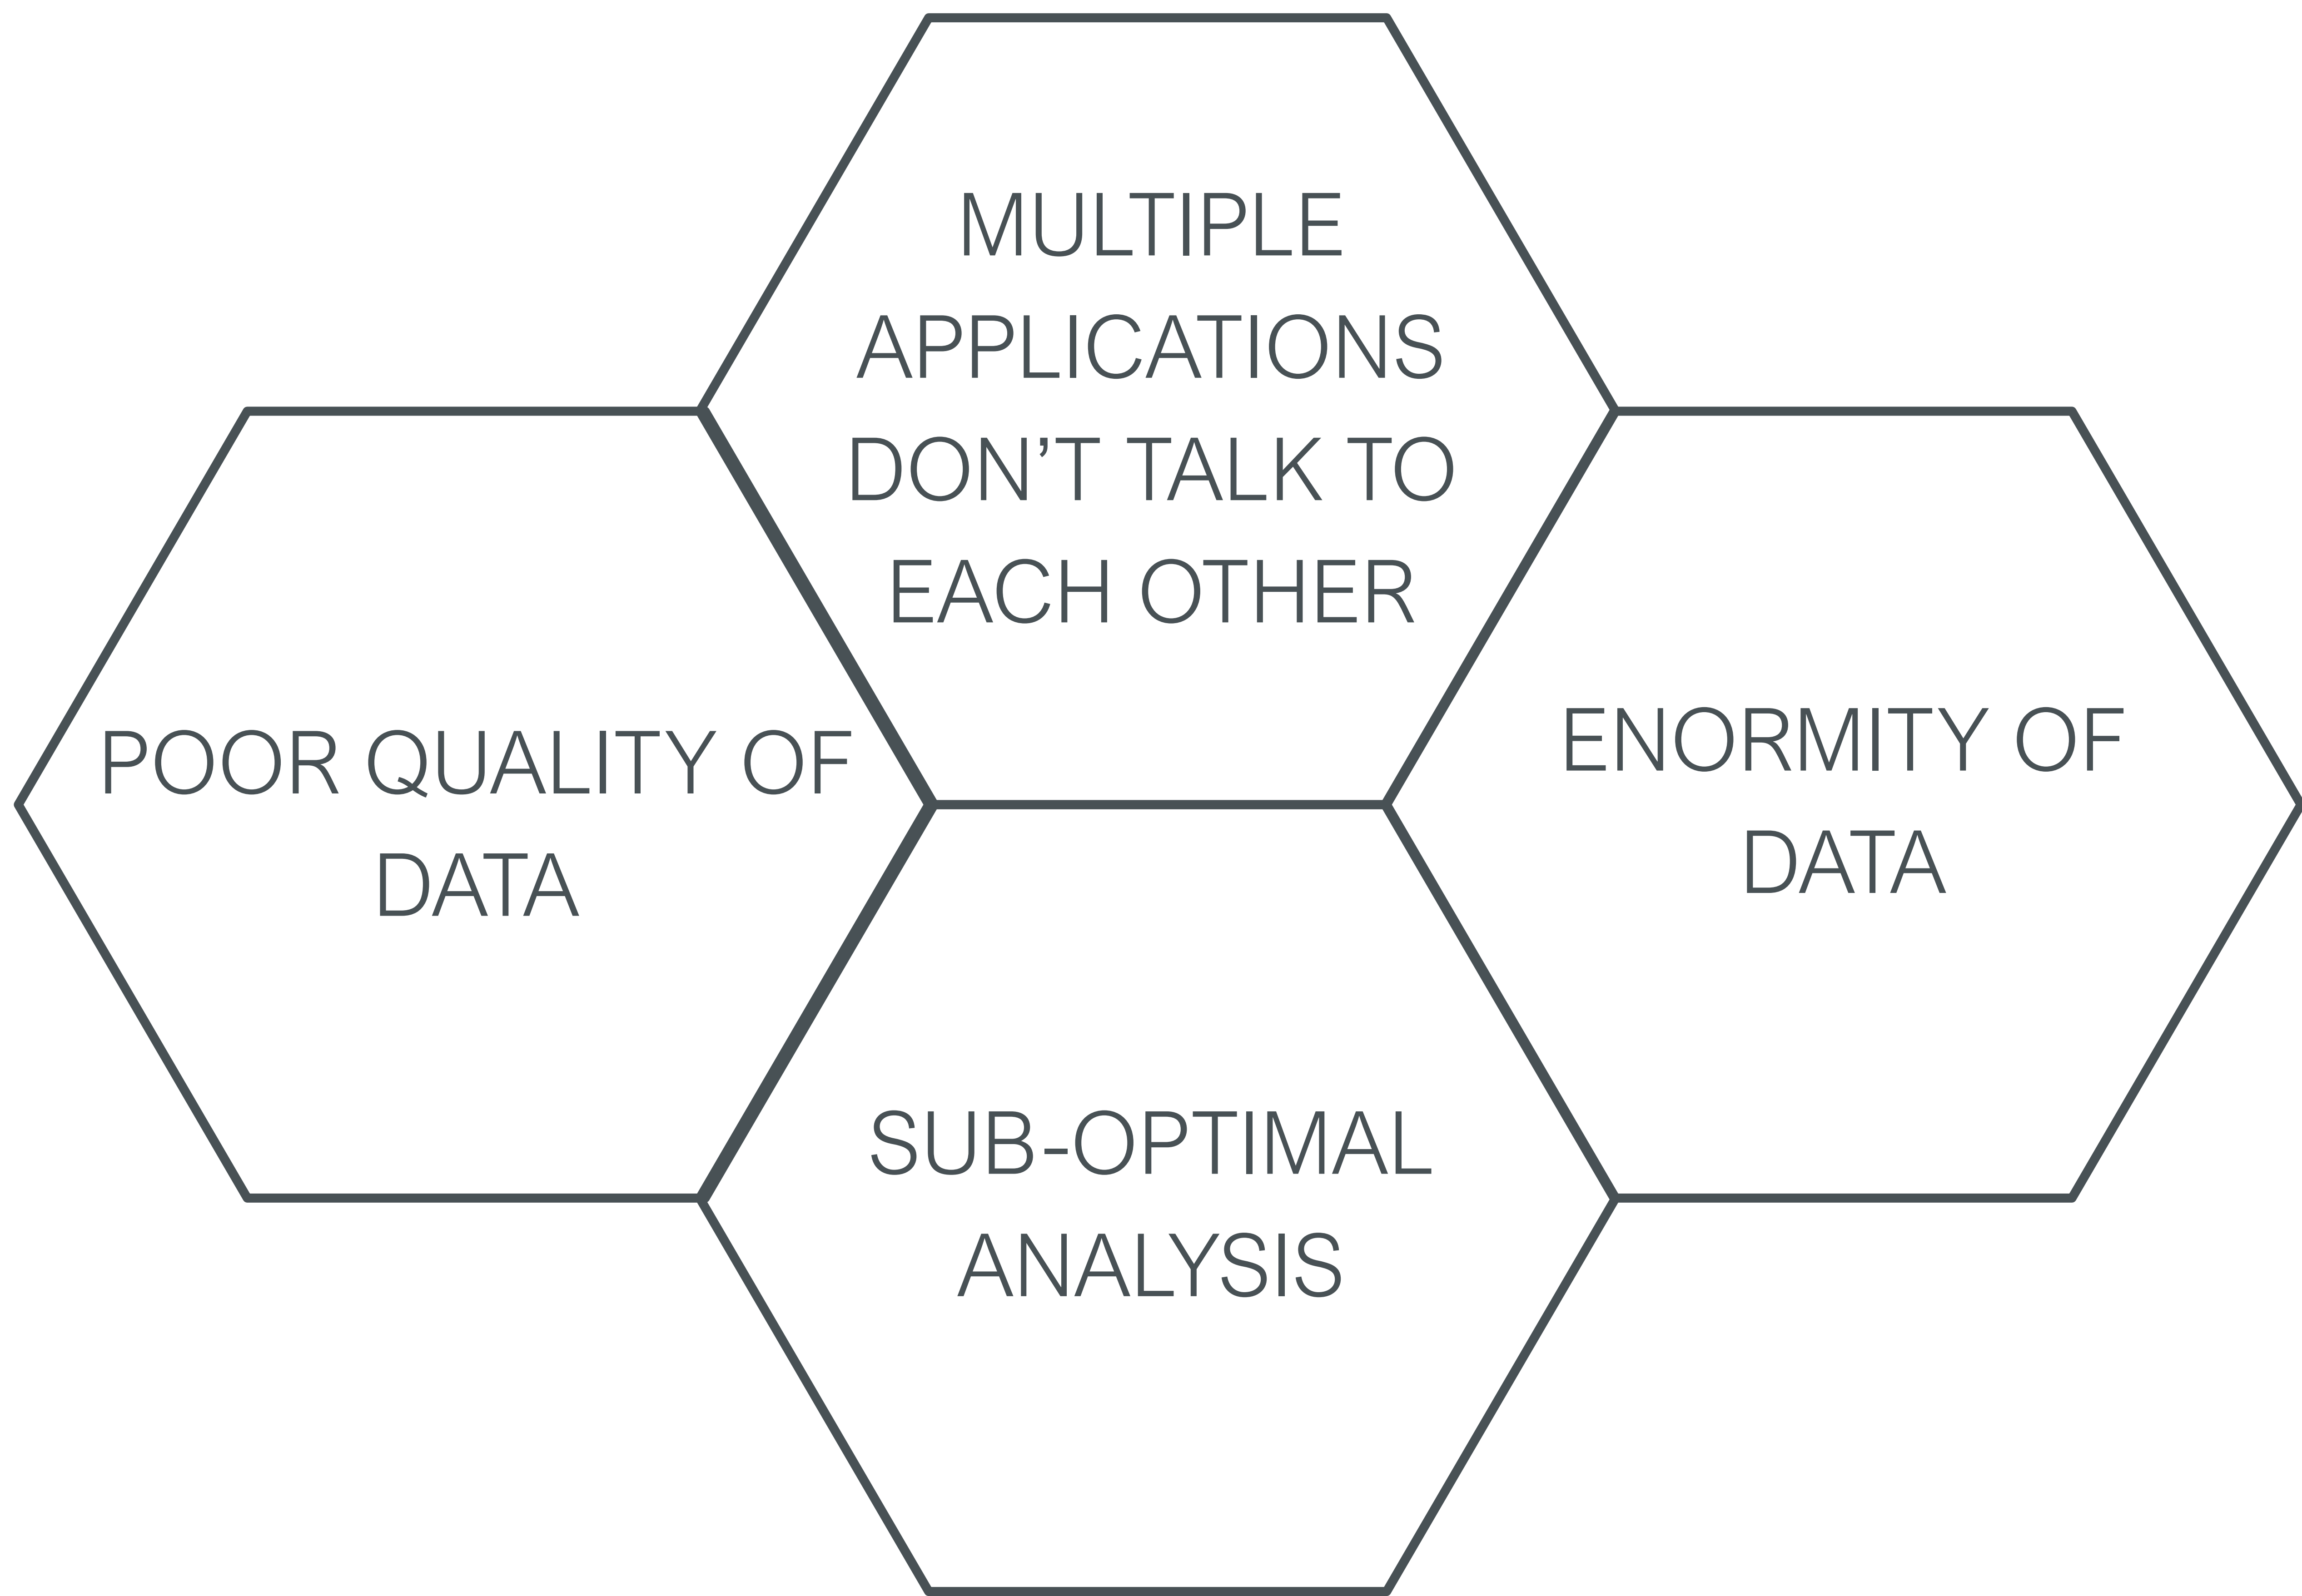 MULTIPLE
APPLICATIONS
DON’T TALK TO
EACH OTHER
POOR QUALITY OF
DATA
ENORMITY OF
DATA
SUB-OPTIMAL
ANALYSIS